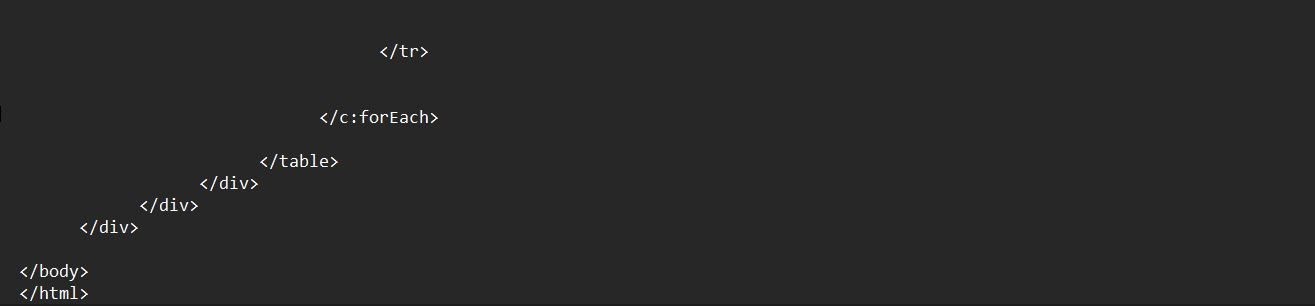 </tr>
</c:forEach>
</table>
</div>
</div>
</div>
</body>
</html>